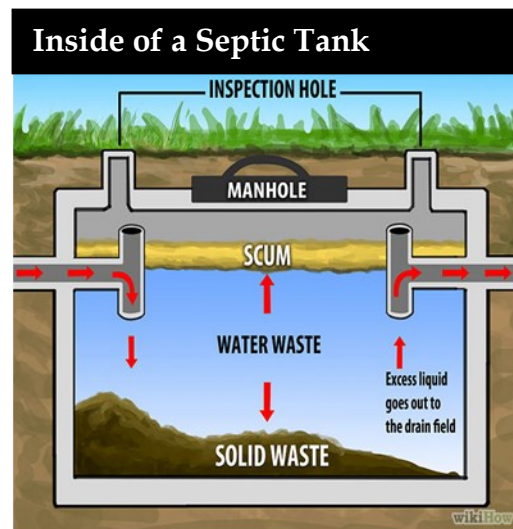 Inside of a Septic Tank
INSPECTION HOLE
MANHOLE
SCUM
WATER WASTE
Excess liquid
goes out to
the drain field
SOLID WASTE
wikiHow